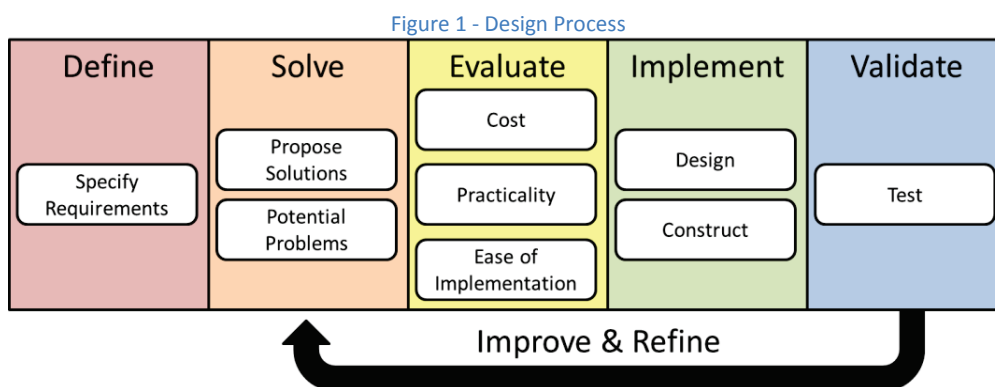 Figure 1 - Design Process
Define
Specify
Requirements
Solve
Propose
Solutions
Potential
Problems
Evaluate
Cost
Practicality
Ease of
Implementation
Implement
Design
Construct
Validate
Test
Improve & Refine